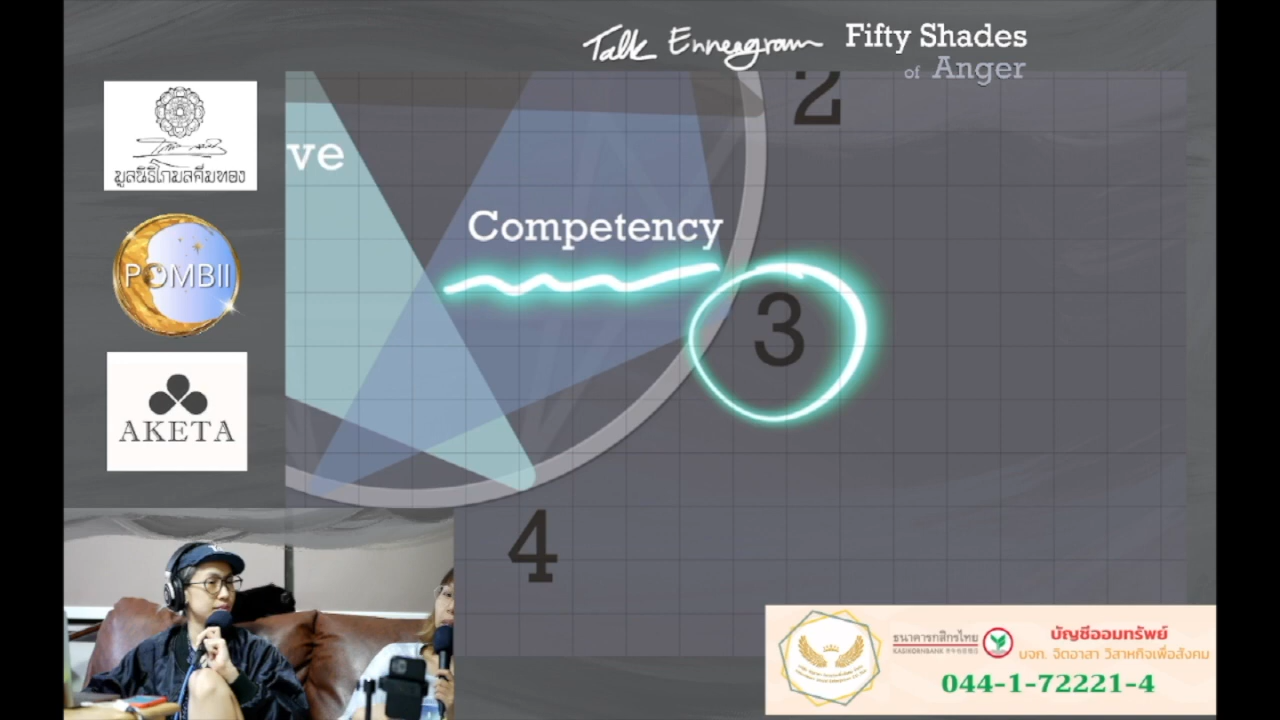 Talk Enneagram
Fifty Shades
of Anger
2
มูลนิธิโกมลคีมทอง
ve
Competency
POMBII
3
AKETA
4
ธนาคารกสิกรไทย
KASIKORNBANK
บัญชีออมทรัพย์
บจก. จิตอาสา วิสาหกิจเพื่อสังคม
044-1-72221-4